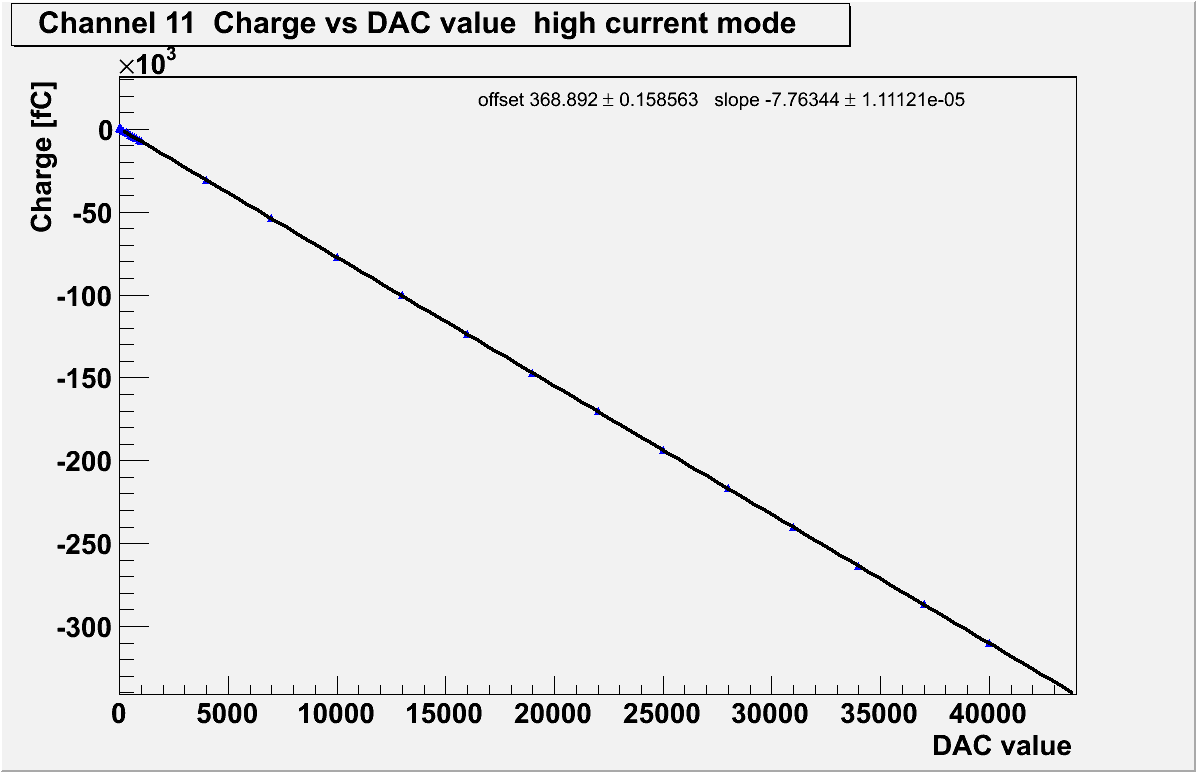 Channel 11  Charge vs DAC value  high current mode
×10³
offset 368.892 ± 0.158563   slope -7.76344 ± 1.11121e-05
Charge [fC]
0
-50
-100
-150
-200
-250
-300
0 5000 10000 15000 20000 25000 30000 35000 40000
DAC value